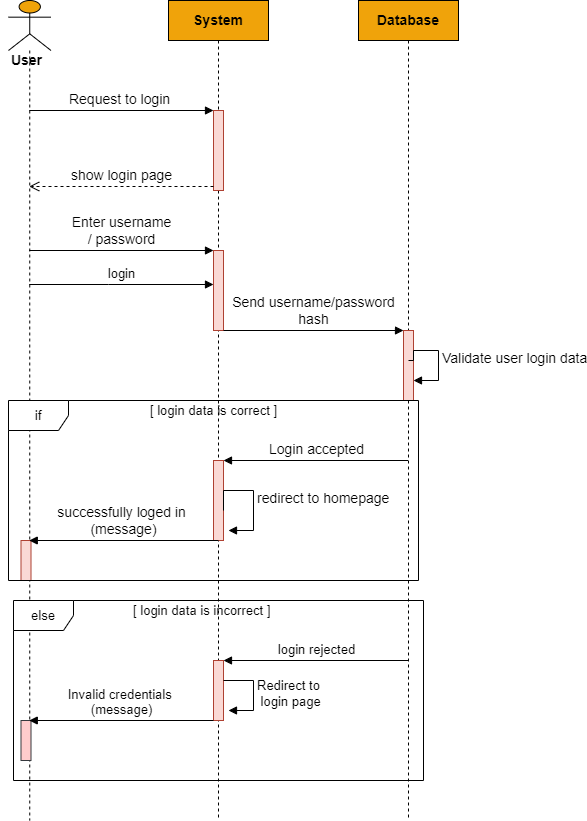 System
Database
User
Request to login
show login page
Enter username
/ password
login
Send username/password
hash
Validate user login data
if
[ login data is correct ]
Login accepted
redirect to homepage
successfully loged in
(message)
else
[ login data is incorrect ]
login rejected
Redirect to
login page
Invalid credentials
(message)